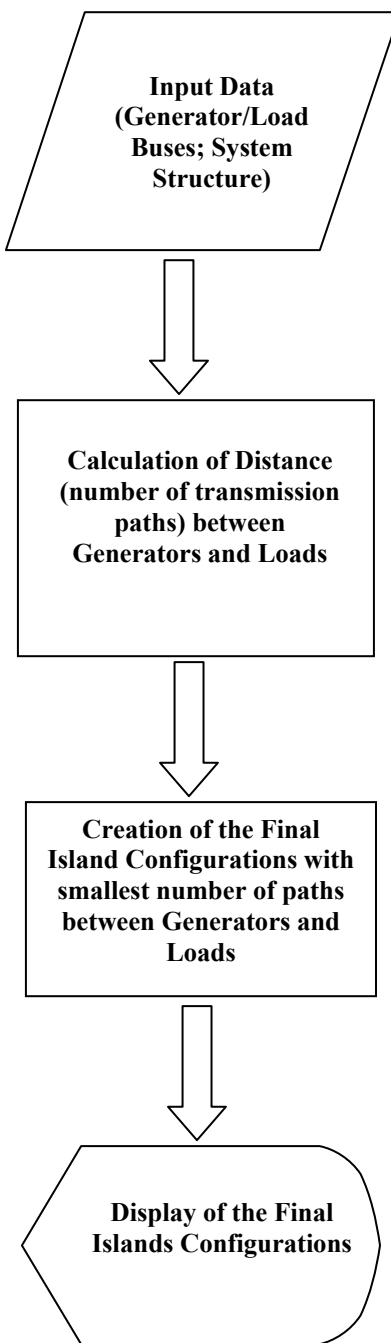 Input Data
(Generator/Load
Buses; System
Structure)
Calculation of Distance
(number of transmission
paths) between
Generators and Loads
Creation of the Final
Island Configurations with
smallest number of paths
between Generators and
Loads
Display of the Final
Islands Configurations